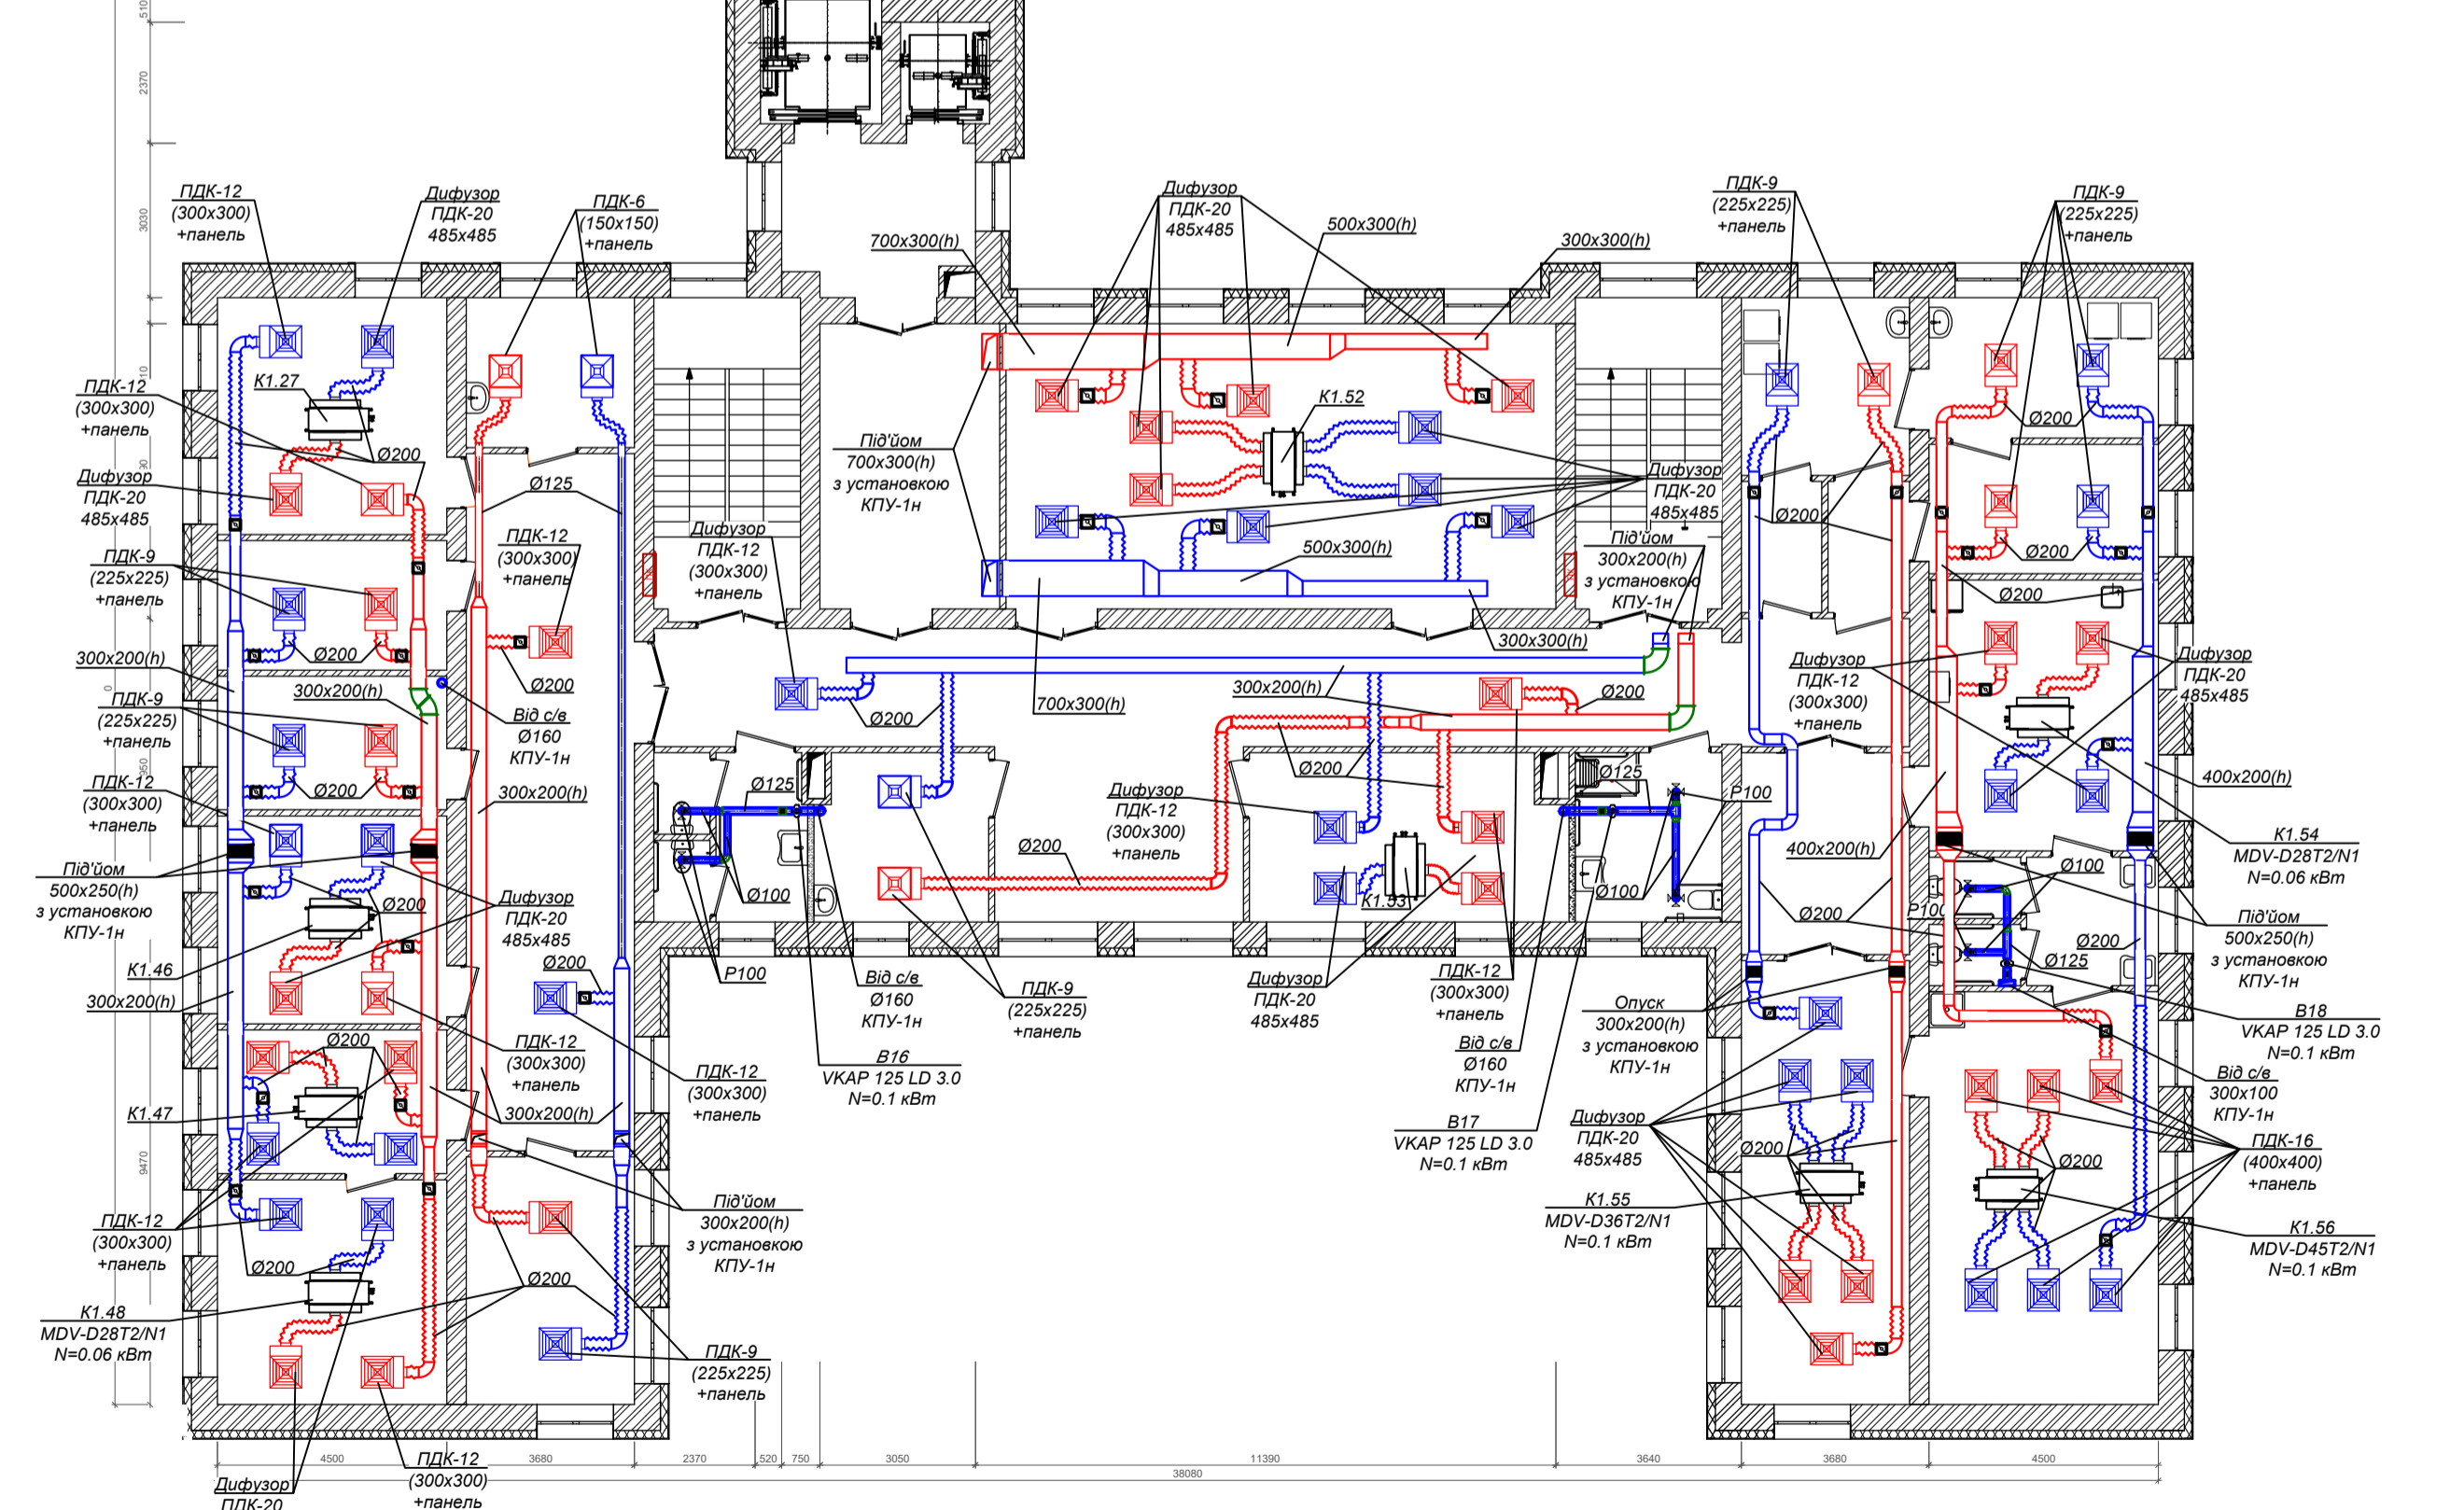 510
2370
3030
9470
ПДК-12
(300x300)
+панель
Дифузор
ПДК-20
485x485
ПДК-6
(150x150)
+панель
700x300(h)
Дифузор
ПДК-20
485x485
500x300(h)
300x300(h)
ПДК-9
(225x225)
+панель
ПДК-9
(225x225)
+панель
ПДК-12
(300x300)
+панель
К1.27
Ø200
Дифузор
ПДК-20
485x485
Ø125
ПДК-12
(300x300)
+панель
Під'йом
700x300(h)
з установкою
КПУ-1н
К1.52
Дифузор
ПДК-20
485x485
Ø200
Ø200
Ø200
Ø200
ПДК-9
(225x225)
+панель
Дифузор
ПДК-12
(300x300)
+панель
500x300(h)
Під'йом
300x200(h)
з установкою
КПУ-1н
300x300(h)
300x200(h)
Ø200
300x200(h)
Ø200
700x300(h)
300x200(h)
Ø200
Ø200
Дифузор
ПДК-12
(300x300)
+панель
Дифузор
ПДК-20
485x485
ПДК-9
(225x225)
+панель
Від с/в
Ø160
КПУ-1н
ПДК-12
(300x300)
+панель
Ø200
300x200(h)
Ø125
Ø200
Ø125
P100
400x200(h)
Дифузор
ПДК-12
(300x300)
+панель
Під'йом
500x250(h)
з установкою
КПУ-1н
Дифузор
ПДК-20
485x485
Ø200
Ø100
Ø200
К1.53
Ø100
400x200(h)
К1.54
MDV-D28T2/N1
N=0.06 кВт
Ø100
P100
Ø200
Ø200
Ø125
Під'йом
500x250(h)
з установкою
КПУ-1н
К1.46
300x200(h)
Ø200
P100
Від с/в
Ø160
КПУ-1н
ПДК-9
(225x225)
+панель
Дифузор
ПДК-20
485x485
ПДК-12
(300x300)
+панель
Опуск
300x200(h)
з установкою
КПУ-1н
В18
VKAP 125 LD 3.0
N=0.1 кВт
Ø200
ПДК-12
(300x300)
+панель
В16
VKAP 125 LD 3.0
N=0.1 кВт
ПДК-12
(300x300)
+панель
Від с/в
Ø160
КПУ-1н
Від с/в
300x100
КПУ-1н
К1.47
300x200(h)
В17
VKAP 125 LD 3.0
N=0.1 кВт
Дифузор
ПДК-20
485x485
Ø200
Ø200
ПДК-16
(400x400)
+панель
ПДК-12
(300x300)
+панель
Ø200
Ø200
Під'йом
300x200(h)
з установкою
КПУ-1н
К1.55
MDV-D36T2/N1
N=0.1 кВт
К1.56
MDV-D45T2/N1
N=0.1 кВт
К1.48
MDV-D28T2/N1
N=0.06 кВт
ПДК-9
(225x225)
+панель
Дифузор
ПДК-20
ПДК-12
(300x300)
+панель
4500
3680
2370
520
750
3050
11390
3640
3680
4500
38080